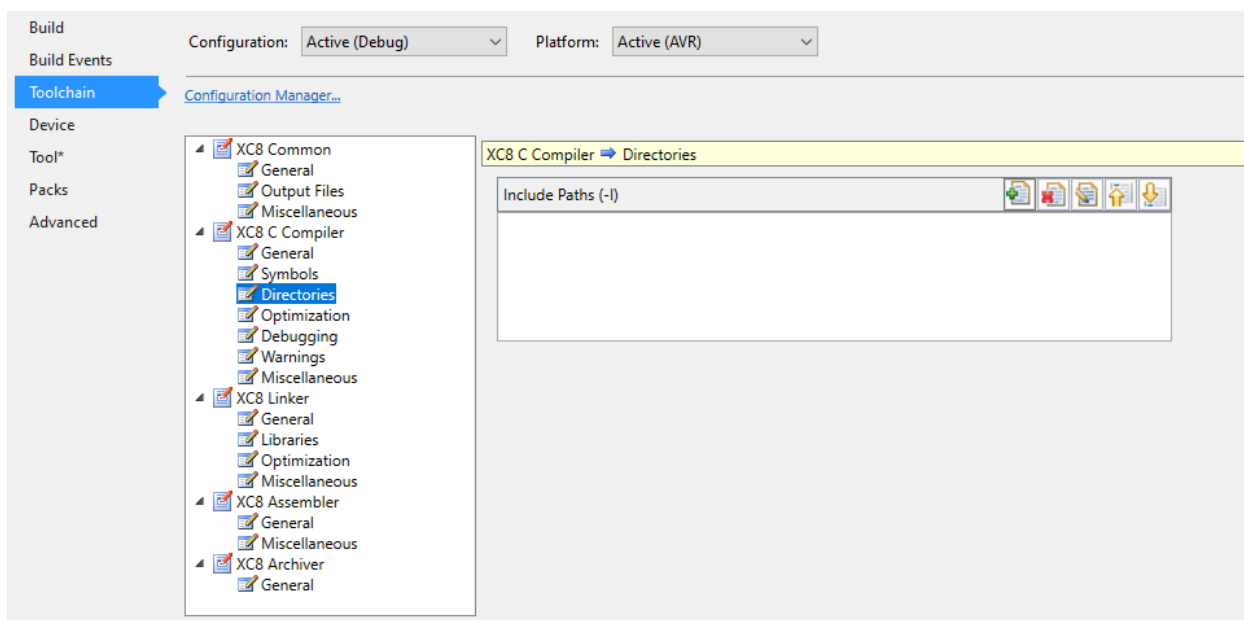 Build
Build Events
Toolchain
Device
Tool*
Packs
Advanced
Configuration: Active (Debug) Platform: Active (AVR)
Configuration Manager...
XC8 Common
General
Output Files
Miscellaneous
XC8 C Compiler
General
Symbols
Directories
Optimization
Debugging
Warnings
Miscellaneous
XC8 Linker
General
Libraries
Optimization
Miscellaneous
XC8 Assembler
General
Miscellaneous
XC8 Archiver
General
XC8 C Compiler ➡ Directories
Include Paths (-I)